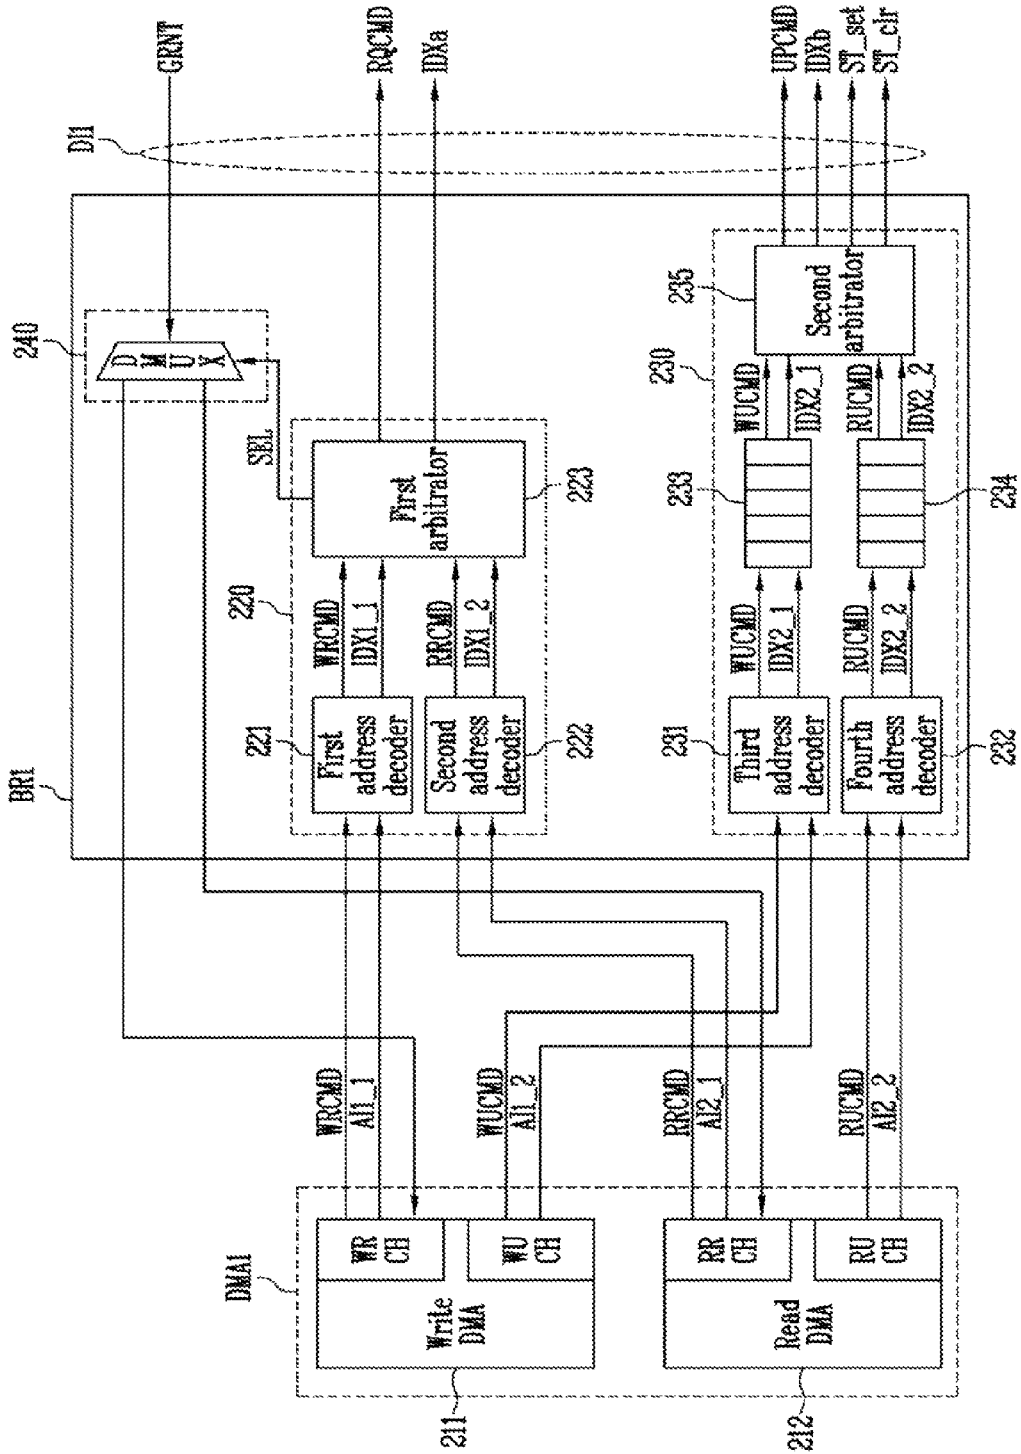 DMA1
211
Write
DMA
WR
CH
WU
CH
212
Read
DMA
RR
CH
RU
CH
WRCMD
AI1_1
WUCMD
AI1_2
RRCMD
AI2_1
RUCMD
AI2_2
BR1
220
221
First
address
decoder
222
Second
address
decoder
WRCMD
IDX1_1
RRCMD
IDX1_2
First
arbitrator
223
SEL
240
DMUX
230
231
Third
address
decoder
232
Fourth
address
decoder
WUCMD
IDX2_1
RUCMD
IDX2_2
233
234
WUCMD
IDX2_1
RUCMD
IDX2_2
235
Second
arbitrator
DI1
GRNT
RQCMD
IDXa
UPCMD
IDXb
ST_set
ST_clr